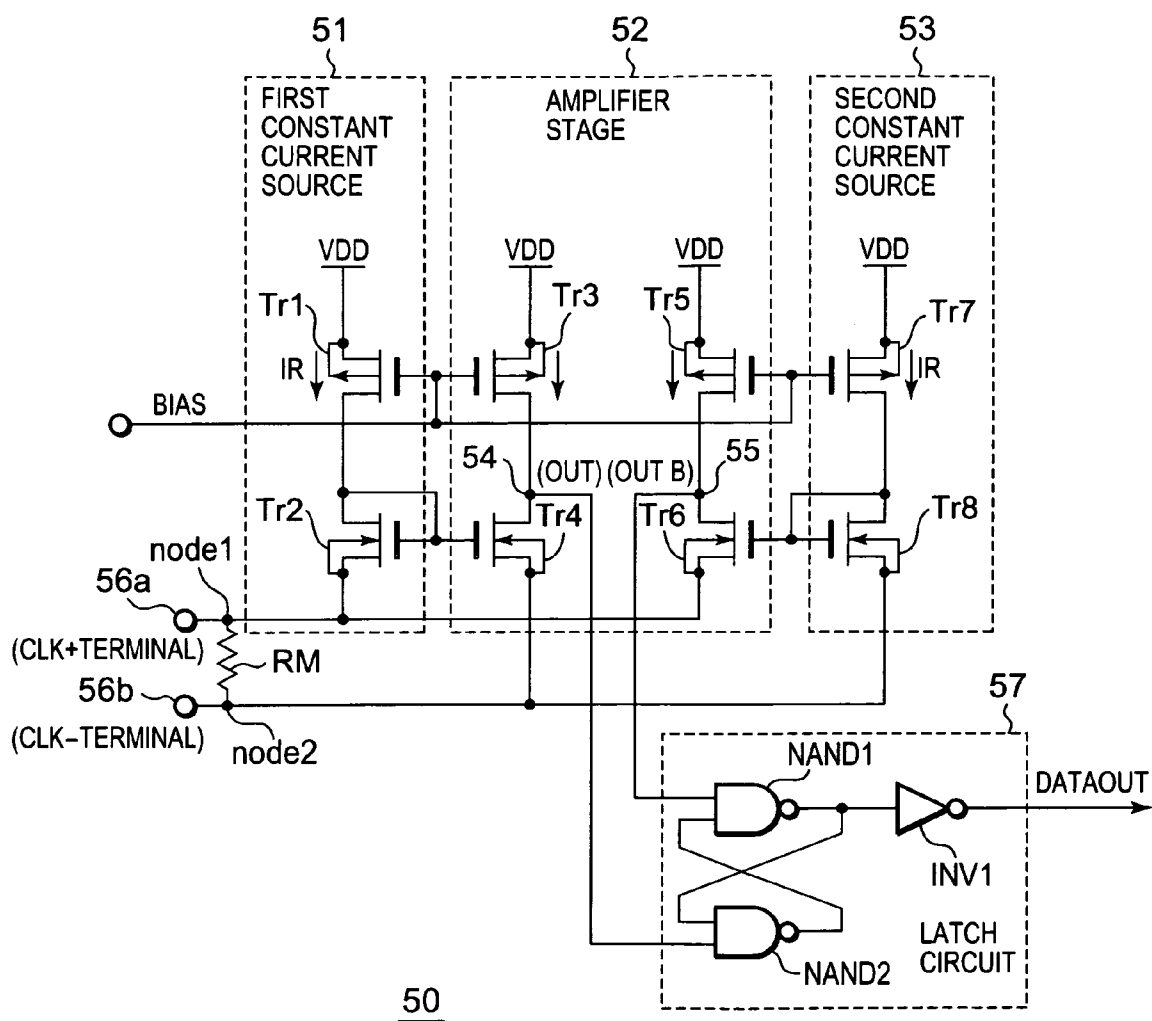 51
52
53
FIRST
CONSTANT
CURRENT
SOURCE
AMPLIFIER
STAGE
SECOND
CONSTANT
CURRENT
SOURCE
VDD
VDD
VDD
VDD
Tr1
Tr3
Tr5
Tr7
IR
IR
BIAS
54
(OUT)
(OUT B)
55
Tr2
Tr4
Tr6
Tr8
node1
56a
(CLK+TERMINAL)
RM
56b
(CLK−TERMINAL)
node2
57
NAND1
DATAOUT
INV1
NAND2
LATCH
CIRCUIT
50